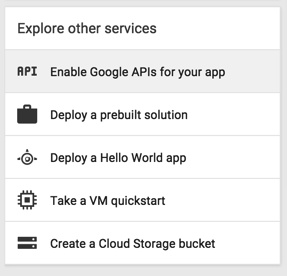 Explore other services
API Enable Google APIs for your app
Deploy a prebuilt solution
Deploy a Hello World app
Take a VM quickstart
Create a Cloud Storage bucket